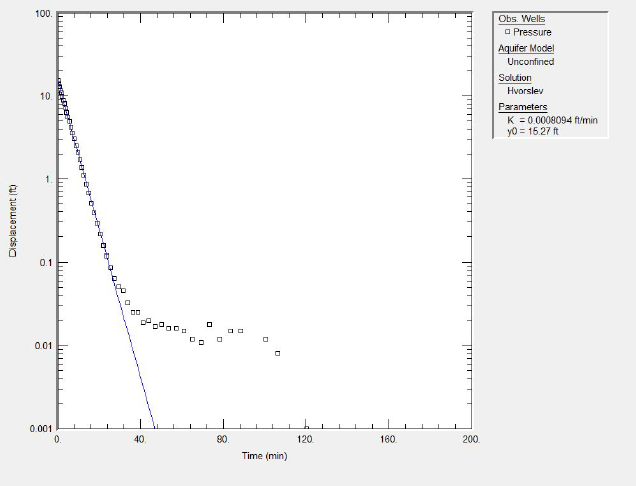 100.
10.
1.
0.1
0.01
0.001
0.
40.
80.
120.
160.
200.
Time (min)
Displacement (ft)
Obs. Wells
Pressure
Aquifer Model
Unconfined
Solution
Hvorslev
Parameters
K = 0.0008094 ft/min
y0 = 15.27 ft